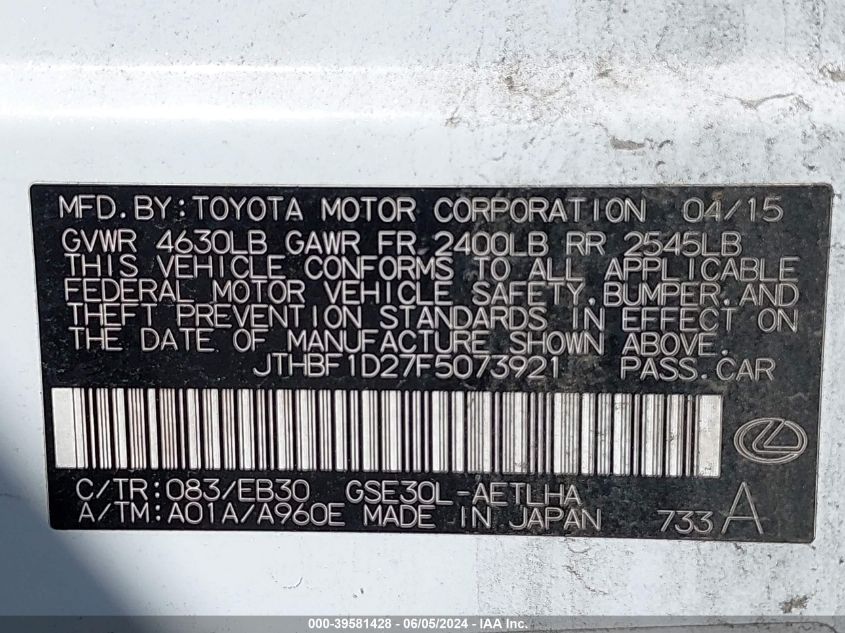 MFD.BY:TOYOTA MOTOR CORPORATION 04/15
GVWR 4630LB GAWR FR 2400LB RR 2545LB
THIS VEHICLE CONFORMS TO ALL APPLICABLE
FEDERAL MOTOR VEHICLE SAFETY,BUMPER,AND
THEFT PREVENTION STANDARDS IN EFFECT ON
THE DATE OF MANUFACTURE SHOWN ABOVE.
JTHBF1D27F5073921 PASS.CAR
C/TR:083/EB30 GSE30L-AETLHA
A/TM:A01A/A960E MADE IN JAPAN 733 A
000-39581428 - 06/05/2024 - IAA, Inc.